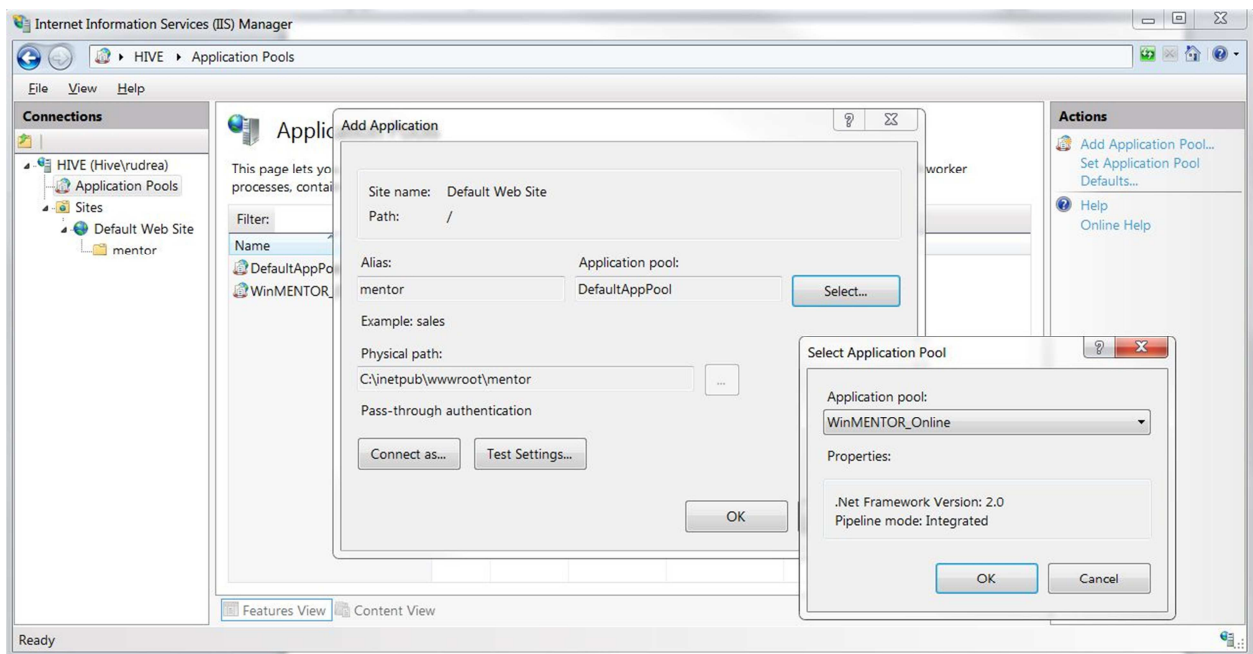 Internet Information Services (IIS) Manager
HIVE Application Pools
File View Help
Connections
HIVE (Hive\rudrea)
Application Pools
Sites
Default Web Site
mentor
Applic
This page lets yo worker
processes, contai
Filter:
Name
DefaultAppPo
WinMENTOR_
Features View Content View
Add Application
Site name: Default Web Site
Path: /
Alias: Application pool:
mentor DefaultAppPool Select...
Example: sales
Physical path:
C:\inetpub\wwwroot\mentor ...
Pass-through authentication
Connect as... Test Settings...
OK
Select Application Pool
Application pool:
WinMENTOR_Online
Properties:
.Net Framework Version: 2.0
Pipeline mode: Integrated
OK Cancel
Actions
Add Application Pool...
Set Application Pool
Defaults...
Help
Online Help
Ready